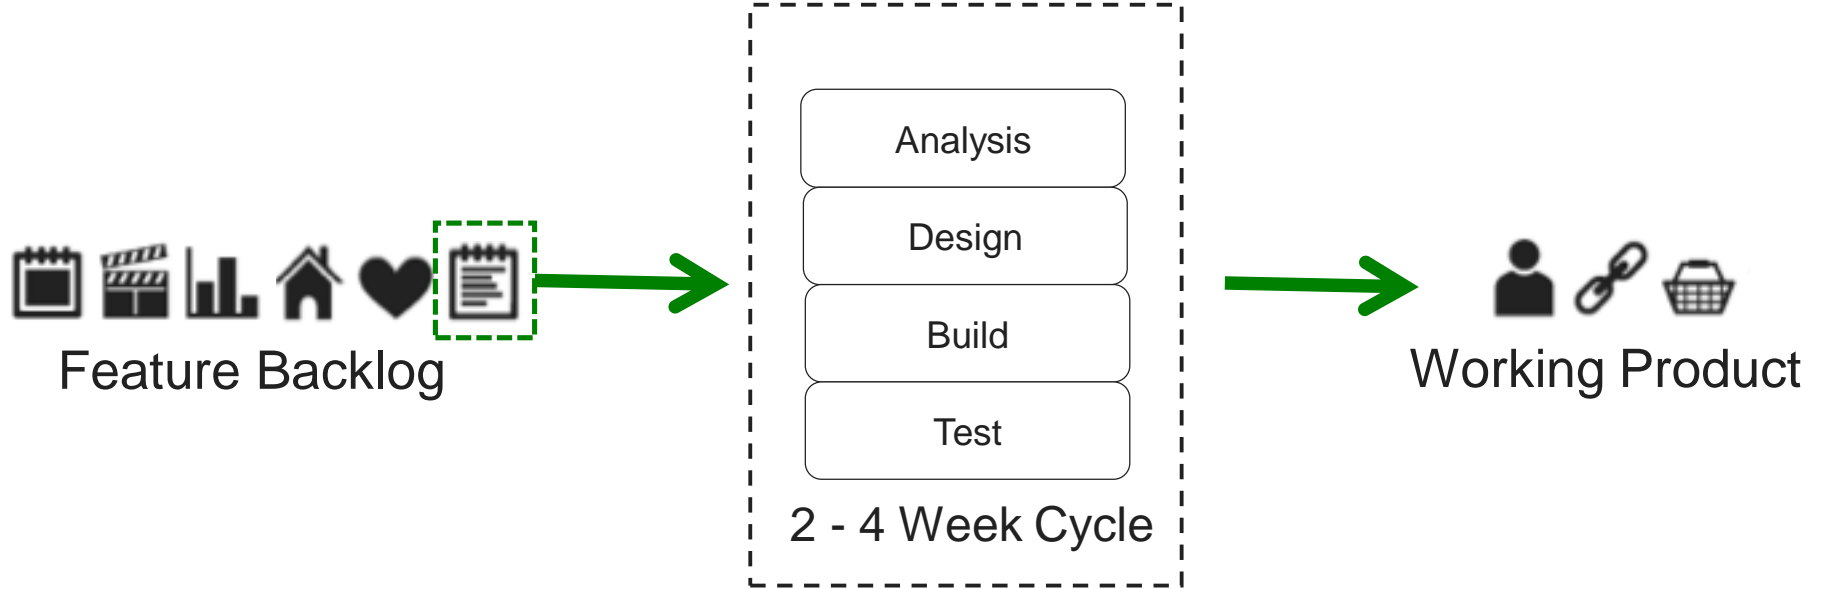 Feature Backlog
Analysis
Design
Build
Test
2 - 4 Week Cycle
Working Product